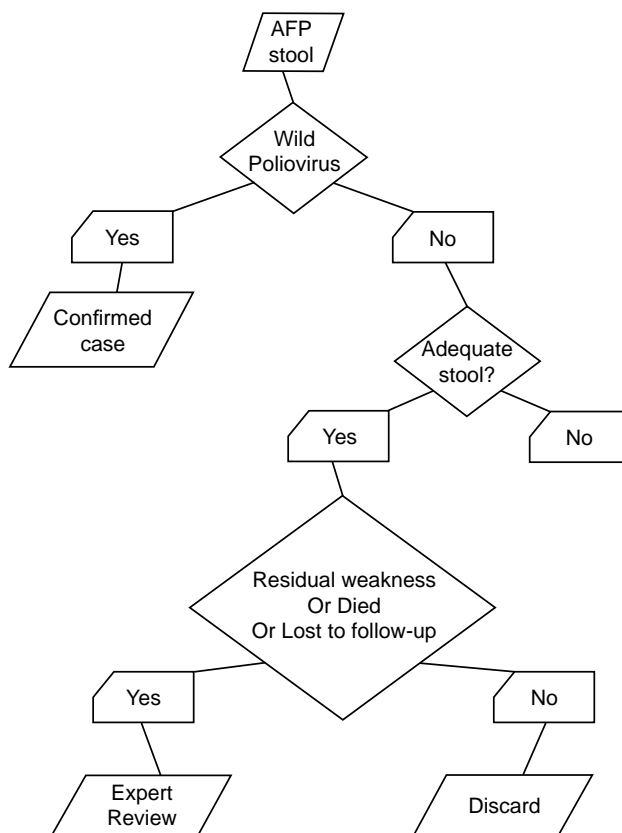 AFP
stool
Wild
Poliovirus
Yes
No
Confirmed
case
Adequate
stool?
Yes
No
Residual weakness
Or Died
Or Lost to follow-up
Yes
No
Expert
Review
Discard